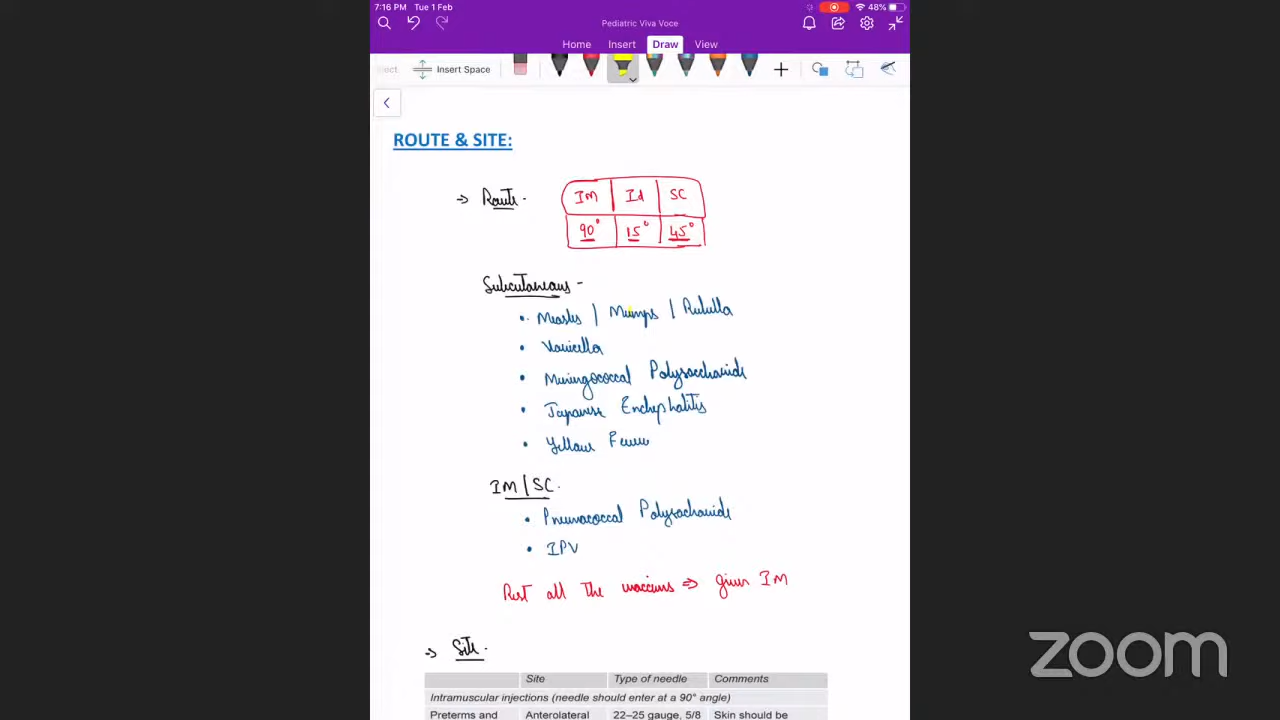 7:16 PM Tue 1 Feb
48%
Pediatric Viva Voce
Home Insert Draw View
Insert Space
ROUTE & SITE:
⇒ Route.
IM Id SC
90° 15° 45°
Subcutaneous -
• Measles | Mumps | Rubella
• Varicella
• Meningococcal Polysaccharide
• Japanese Encephalitis
• Yellow Fever
IM/SC.
• Pneumococcal Polysaccharide
• IPV
Rest all the vaccines ⇒ given IM
⇒ Site.
Site Type of needle Comments
Intramuscular injections (needle should enter at a 90° angle)
Preterms and Anterolateral 22–25 gauge, 5/8 Skin should be
zoom